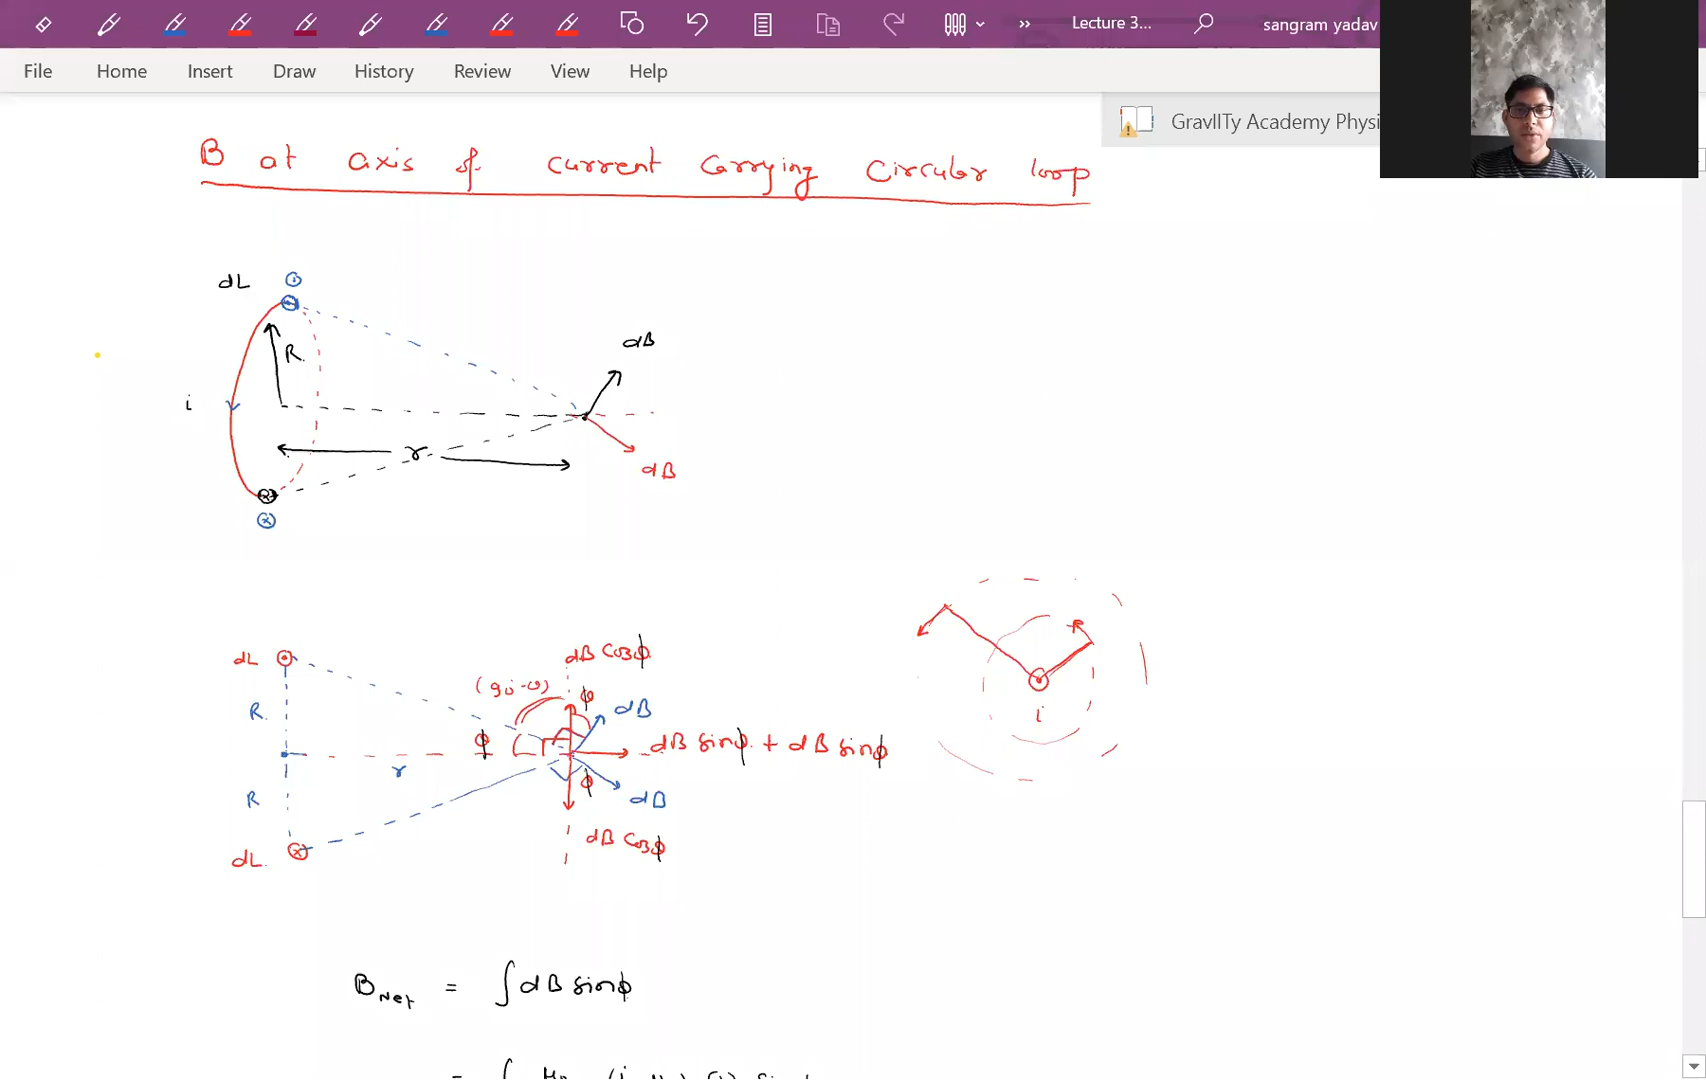 Lecture 3...
sangram yadav
File Home Insert Draw History Review View Help
GravIITy Academy Physi
B at axis of current carrying circular loop
dL
R
dB
i
r
dB
dL
dB cosϕ
(90-θ)
ϕ
R
dB
ϕ
dB sinϕ + dB sinϕ
r
ϕ
R
dB
dB cosϕ
dL
i
B Net = ∫ dB sinϕ